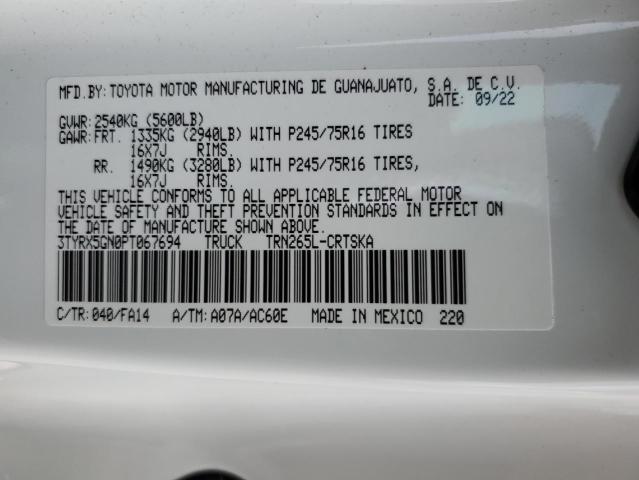 MFD.BY: TOYOTA MOTOR MANUFACTURING DE GUANAJUATO, S.A. DE C.V.
DATE: 09/22
GVWR: 2540KG (5600LB)
GAWR: FRT. 1335KG (2940LB) WITH P245/75R16 TIRES
16X7J RIMS.
RR. 1490KG (3280LB) WITH P245/75R16 TIRES,
16X7J RIMS.
THIS VEHICLE CONFORMS TO ALL APPLICABLE FEDERAL MOTOR
VEHICLE SAFETY AND THEFT PREVENTION STANDARDS IN EFFECT ON
THE DATE OF MANUFACTURE SHOWN ABOVE.
3TYRX5GN0PT067694 TRUCK TRN265L-CRTSKA
C/TR: 040/FA14 A/TM: A07A/AC60E MADE IN MEXICO 220